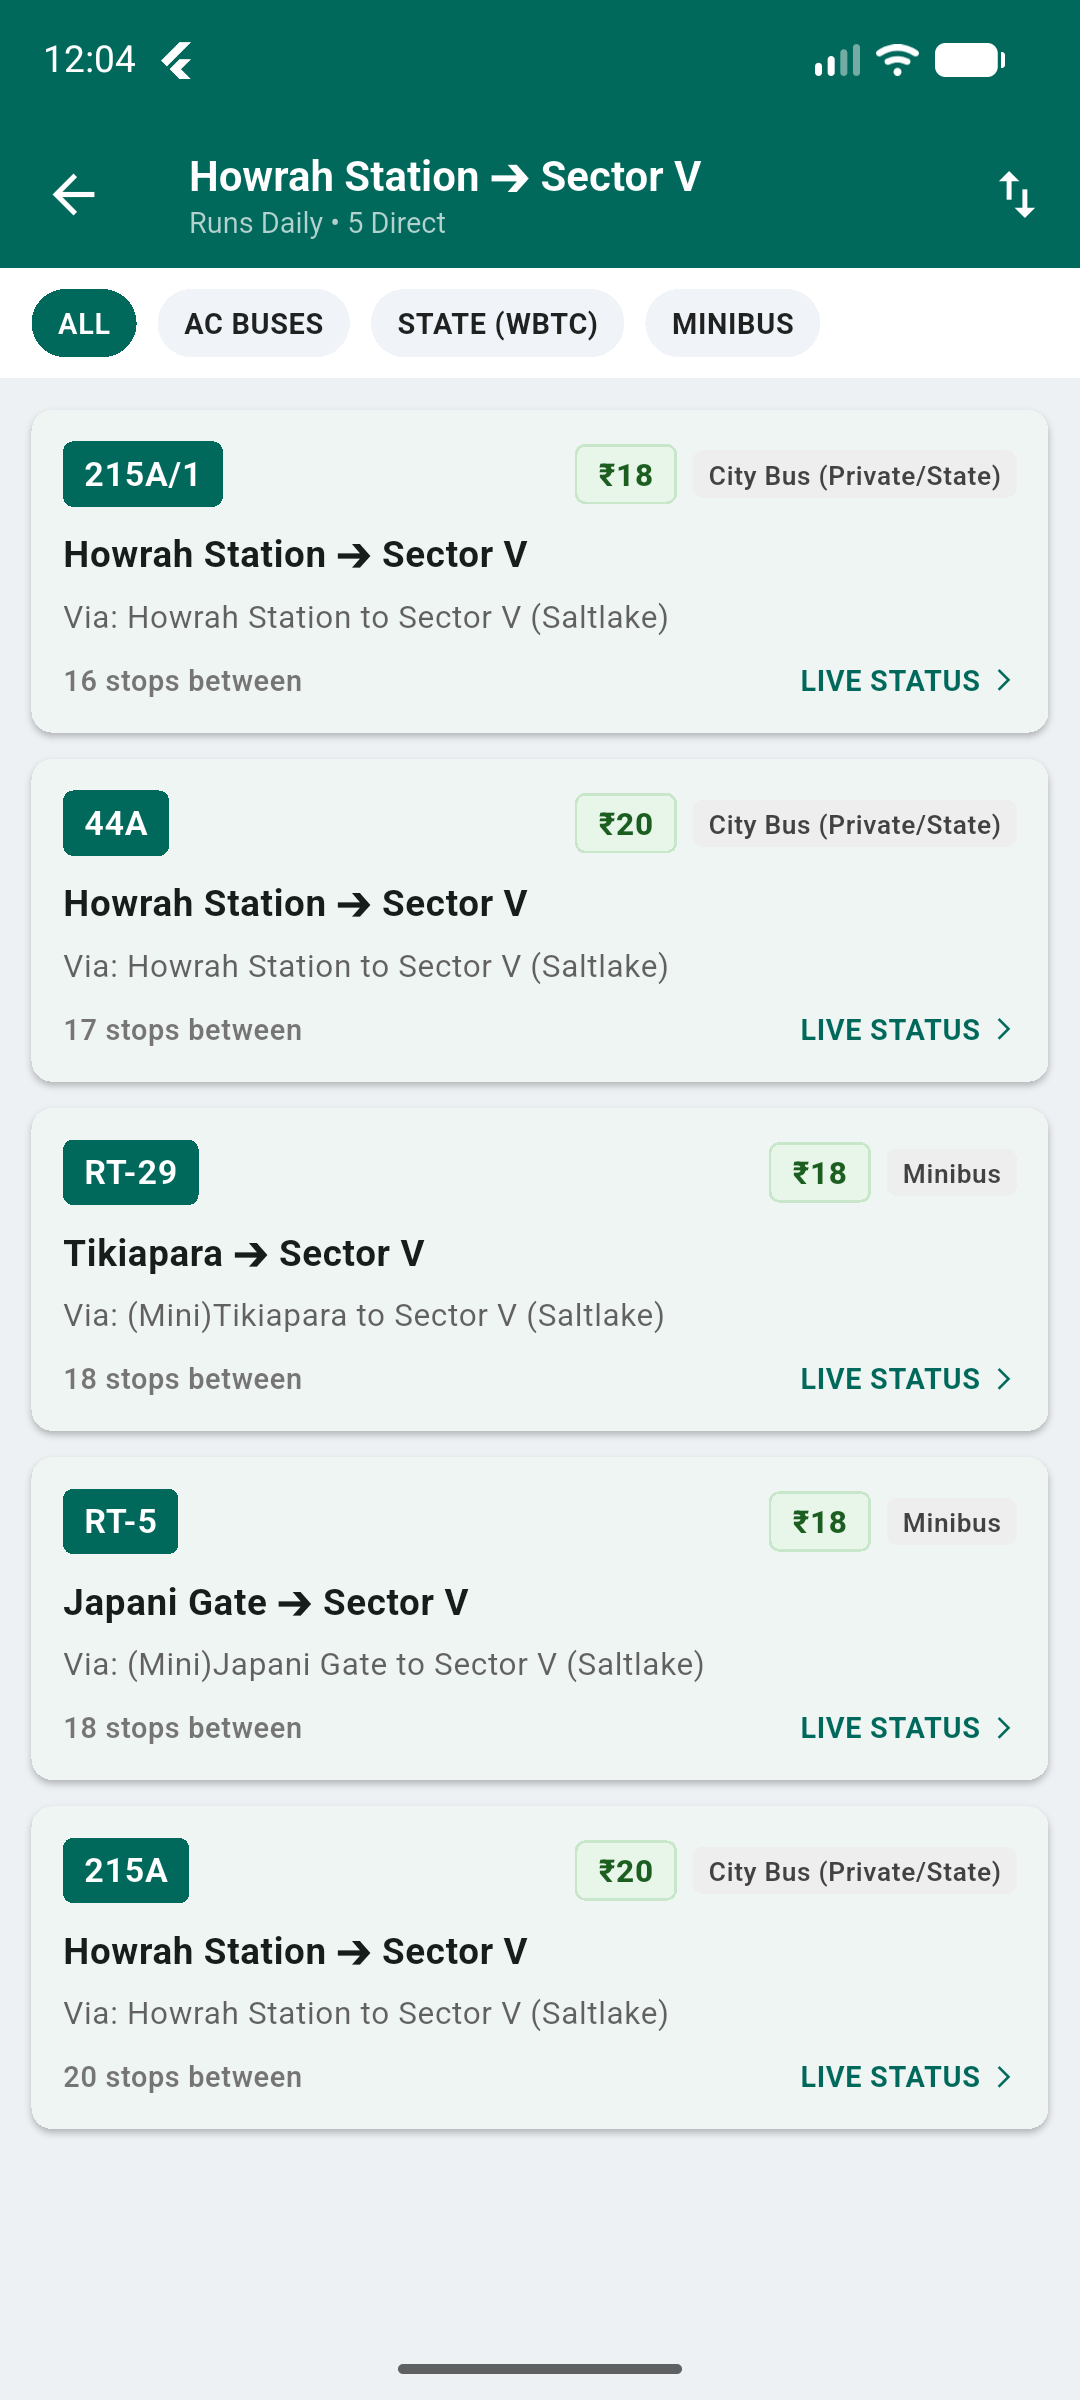 12:04
Howrah Station ➔ Sector V
Runs Daily • 5 Direct
ALL AC BUSES STATE (WBTC) MINIBUS
215A/1 ₹18 City Bus (Private/State)
Howrah Station ➔ Sector V
Via: Howrah Station to Sector V (Saltlake)
16 stops between LIVE STATUS
44A ₹20 City Bus (Private/State)
Howrah Station ➔ Sector V
Via: Howrah Station to Sector V (Saltlake)
17 stops between LIVE STATUS
RT-29 ₹18 Minibus
Tikiapara ➔ Sector V
Via: (Mini)Tikiapara to Sector V (Saltlake)
18 stops between LIVE STATUS
RT-5 ₹18 Minibus
Japani Gate ➔ Sector V
Via: (Mini)Japani Gate to Sector V (Saltlake)
18 stops between LIVE STATUS
215A ₹20 City Bus (Private/State)
Howrah Station ➔ Sector V
Via: Howrah Station to Sector V (Saltlake)
20 stops between LIVE STATUS